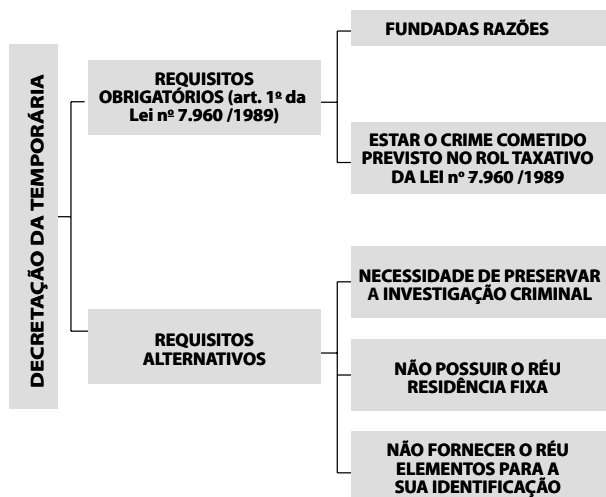 DECRETAÇÃO DA TEMPORÁRIA
REQUISITOS
OBRIGATÓRIOS (art. 1º da
Lei nº 7.960 /1989)
FUNDADAS RAZÕES
ESTAR O CRIME COMETIDO
PREVISTO NO ROL TAXATIVO
DA LEI nº 7.960 /1989
REQUISITOS
ALTERNATIVOS
NECESSIDADE DE PRESERVAR
A INVESTIGAÇÃO CRIMINAL
NÃO POSSUIR O RÉU
RESIDÊNCIA FIXA
NÃO FORNECER O RÉU
ELEMENTOS PARA A
SUA IDENTIFICAÇÃO